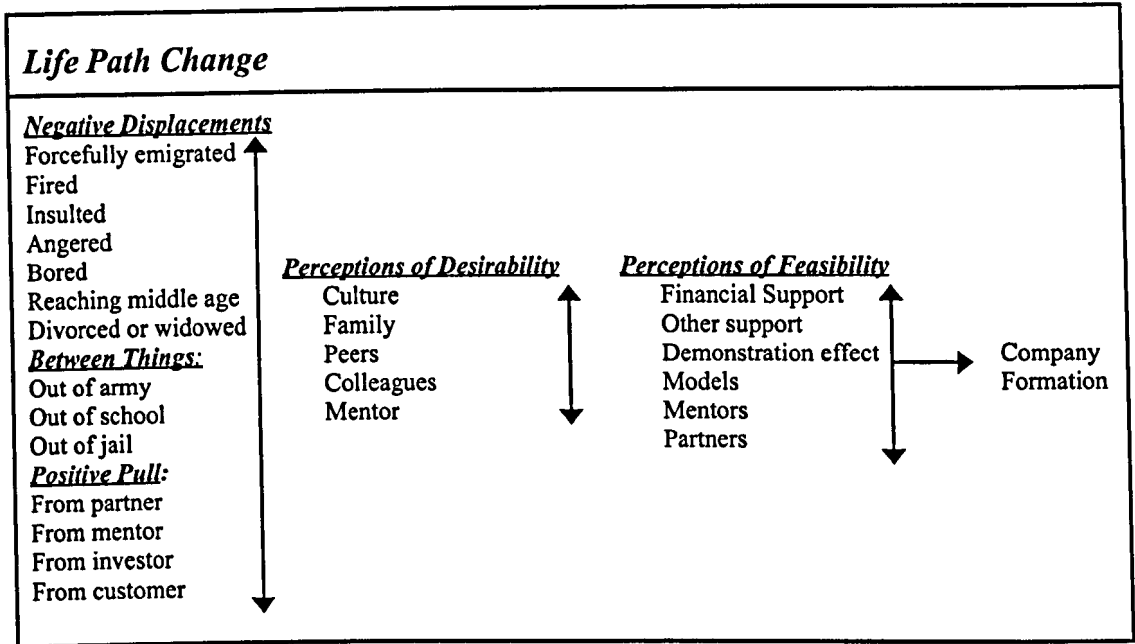 Life Path Change
Negative Displacements
Forcefully emigrated
Fired
Insulted
Angered
Bored
Reaching middle age
Divorced or widowed
Between Things:
Out of army
Out of school
Out of jail
Positive Pull:
From partner
From mentor
From investor
From customer
Perceptions of Desirability
Culture
Family
Peers
Colleagues
Mentor
Perceptions of Feasibility
Financial Support
Other support
Demonstration effect
Models
Mentors
Partners
Company
Formation